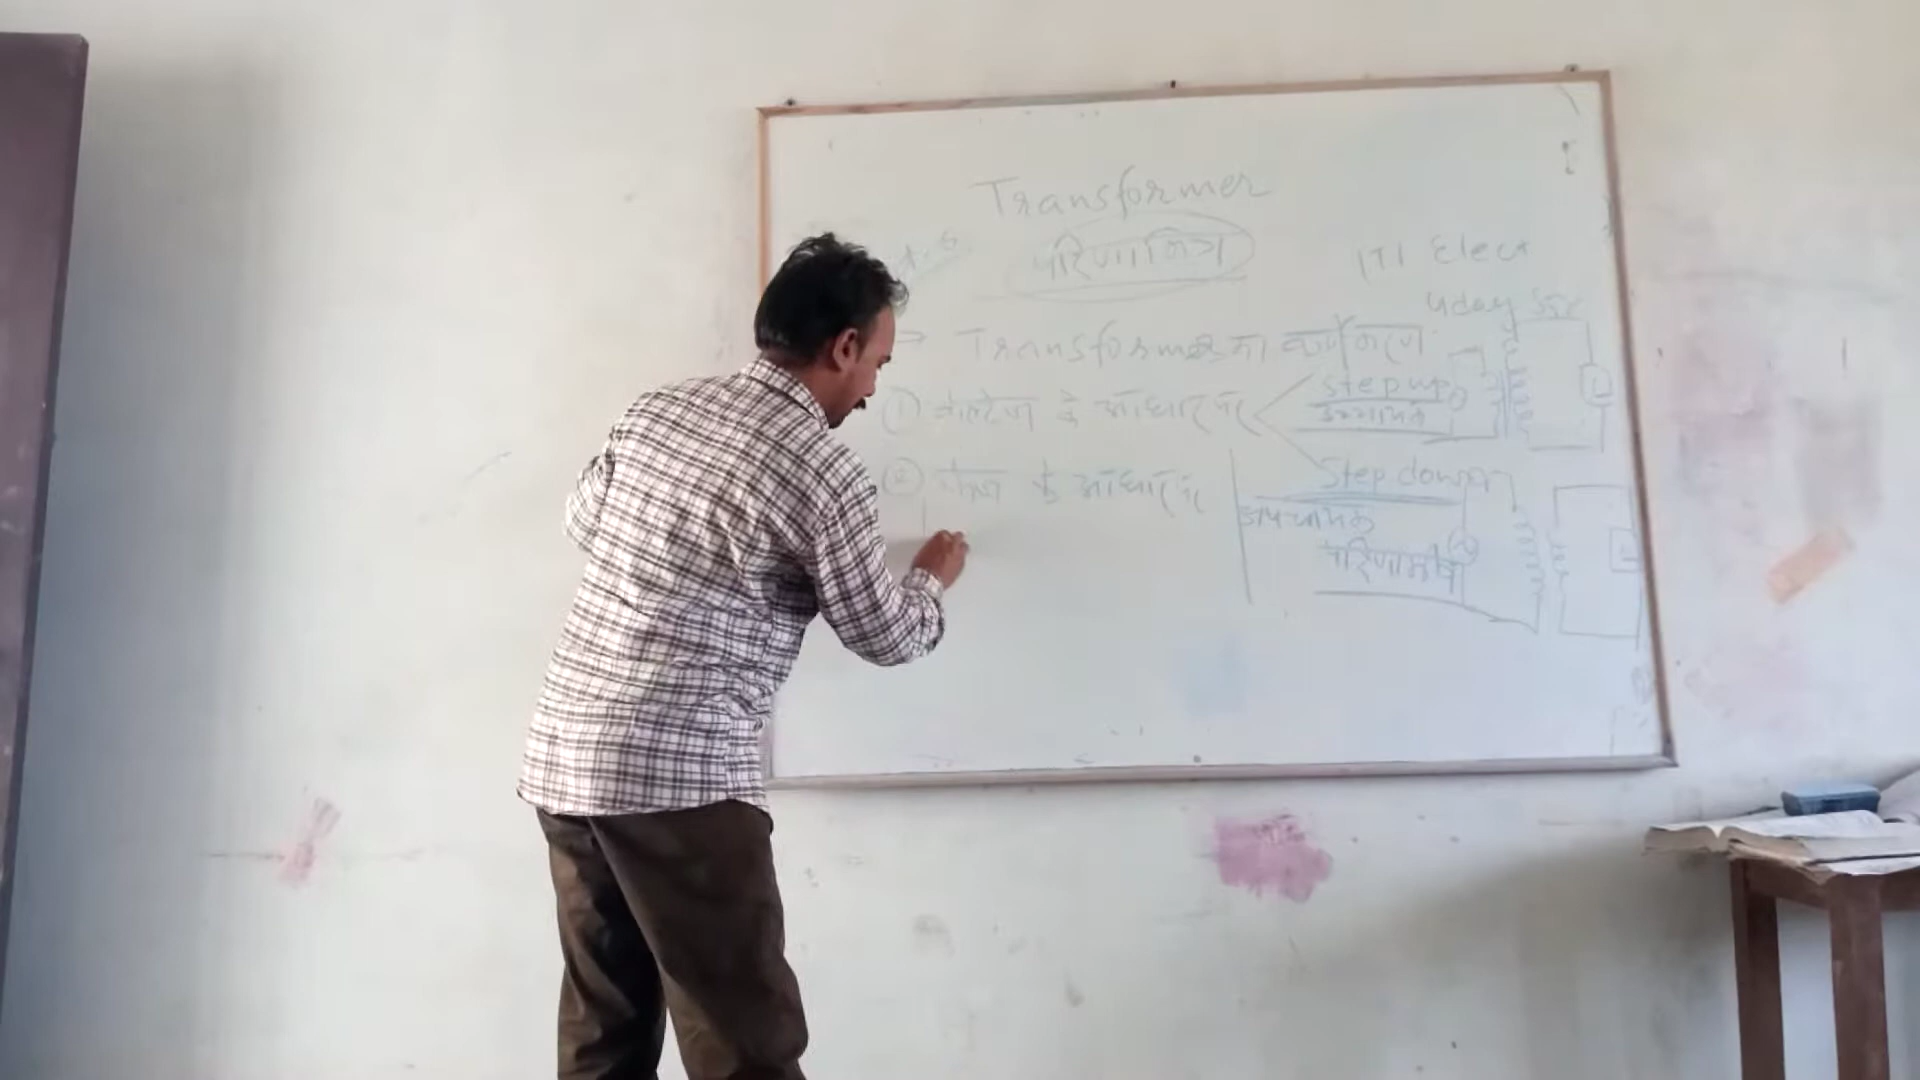 Transformer
परिणामित्र
ITI Elect
Uday Sir
→ Transformer का वर्गीकरण
① वोल्टेज के आधार पर
Step up
उच्चायक
② फेज के आधार पर
Step down
अपचायक
परिणामित्र